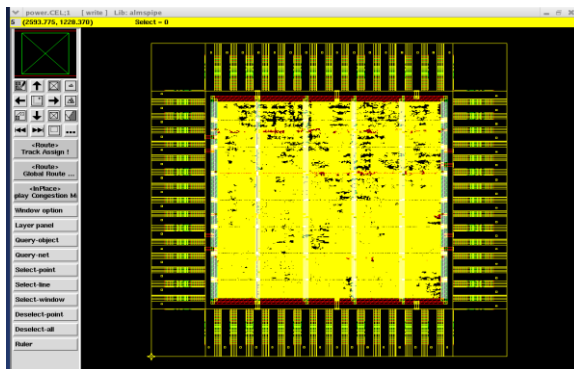 power.CEL;1 [ write ] Lib: almspipe
(2593.775, 1228.370) Select = 0
<Route>
Track Assign !
<Route>
Global Route ...
<InPlace>
play Congestion M
Window option
Layer panel
Query-object
Query-net
Select-point
Select-line
Select-window
Deselect-point
Deselect-all
Ruler